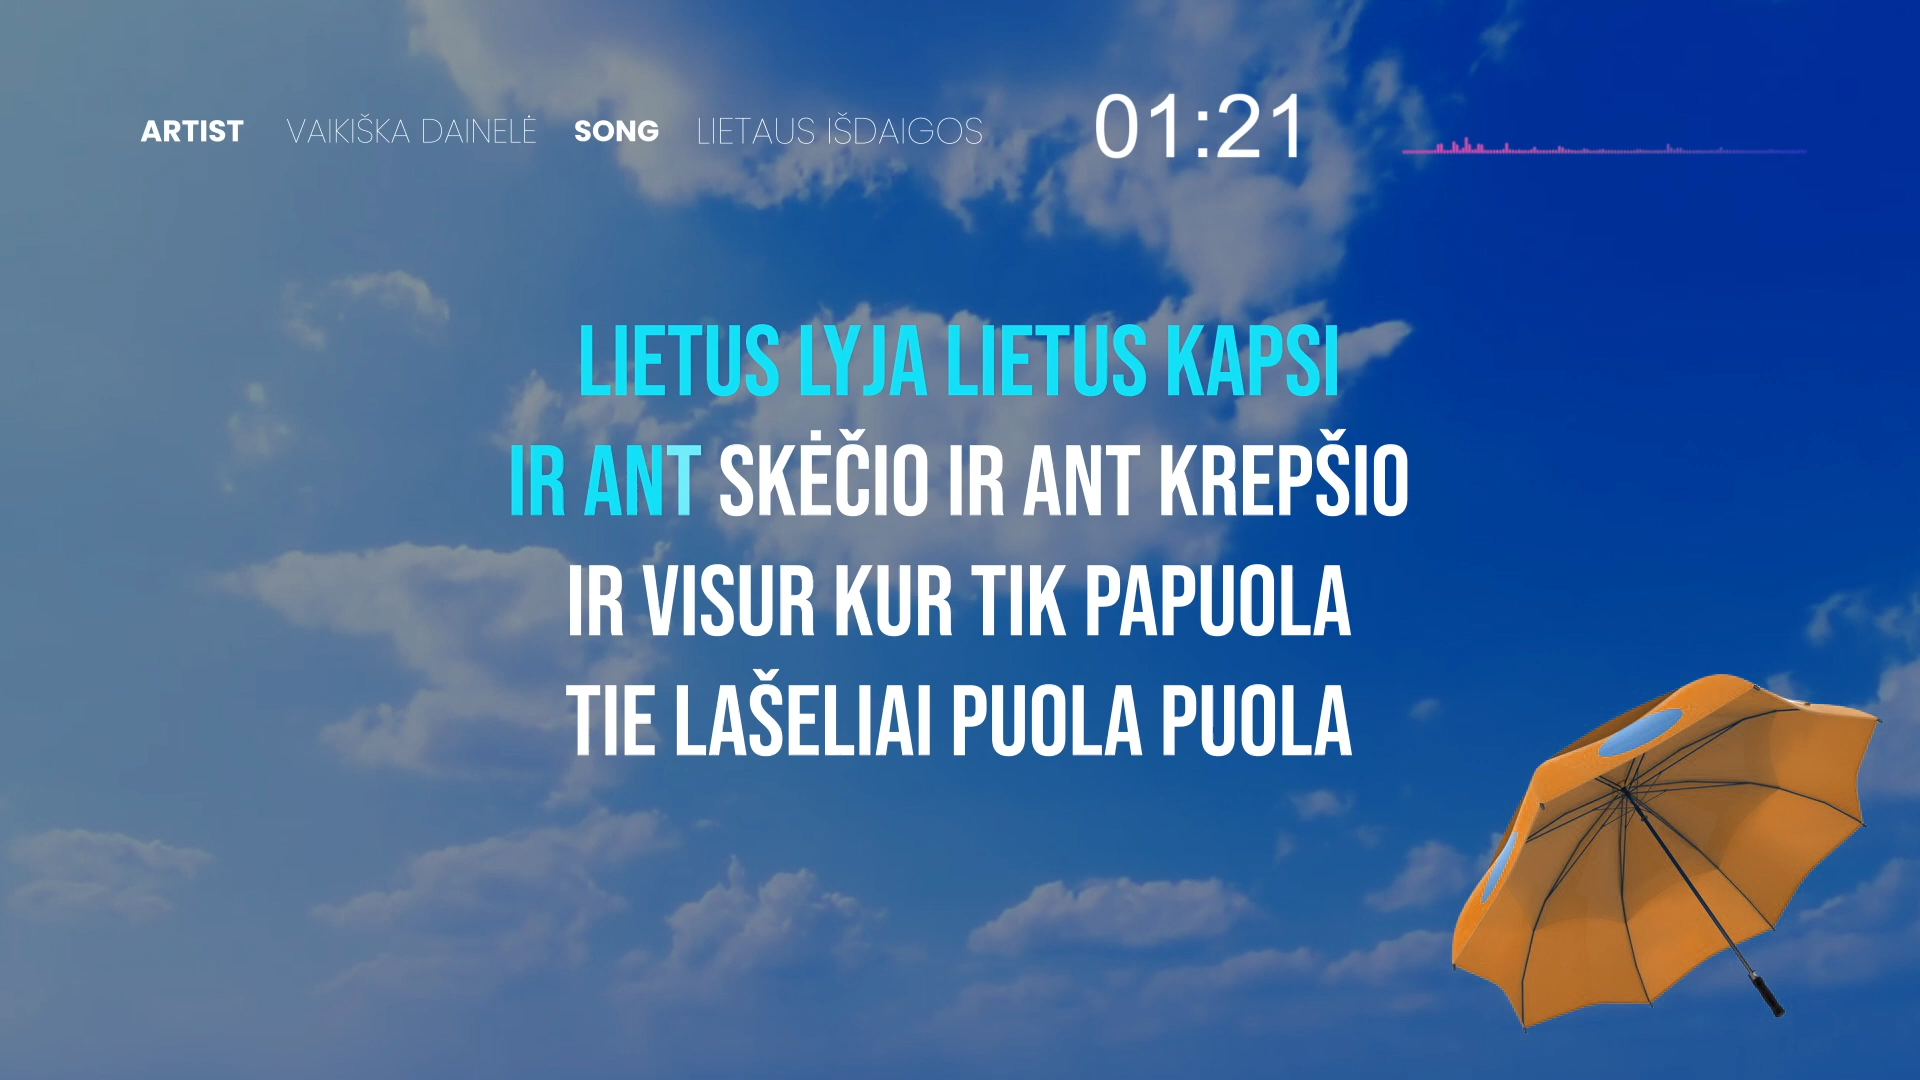 ARTIST VAIKIŠKA DAINELĖ SONG LIETAUS IŠDAIGOS 01:21
LIETUS LYJA LIETUS KAPSI
IR ANT SKĖČIO IR ANT KREPŠIO
IR VISUR KUR TIK PAPUOLA
TIE LAŠELIAI PUOLA PUOLA